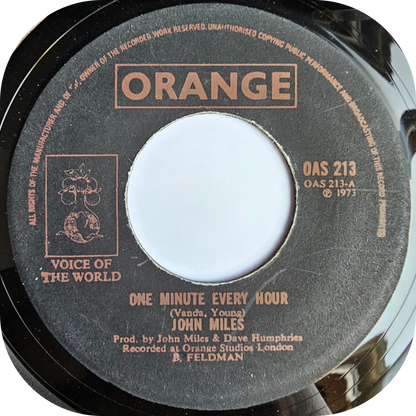 ALL RIGHTS OF THE MANUFACTURER AND OF THE OWNER OF THE RECORDED WORK RESERVED. UNAUTHORISED COPYING PUBLIC PERFORMANCE AND BROADCASTING OF THIS RECORD PROHIBITED
ORANGE
OAS 213
OAS 213-A
℗ 1973
VOICE OF
THE WORLD
ONE MINUTE EVERY HOUR
(Vanda, Young)
JOHN MILES
Prod. by John Miles & Dave Humphries
Recorded at Orange Studios London
B. FELDMAN